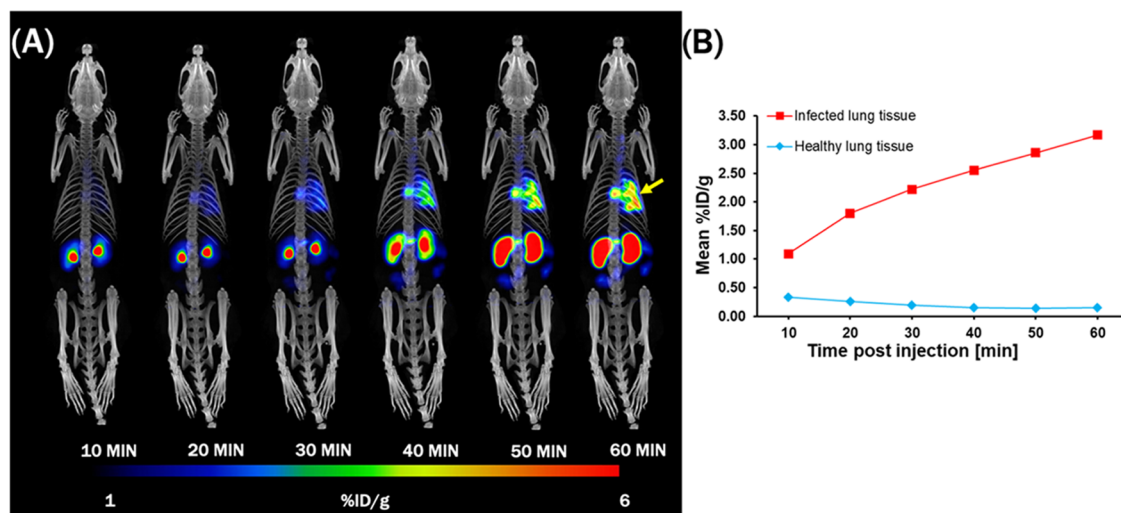 (A)
10 MIN 20 MIN 30 MIN 40 MIN 50 MIN 60 MIN
1 %ID/g 6
(B)
Infected lung tissue
Healthy lung tissue
Mean %ID/g
3.50
3.00
2.50
2.00
1.50
1.00
0.50
0.00
10 20 30 40 50 60
Time post injection [min]